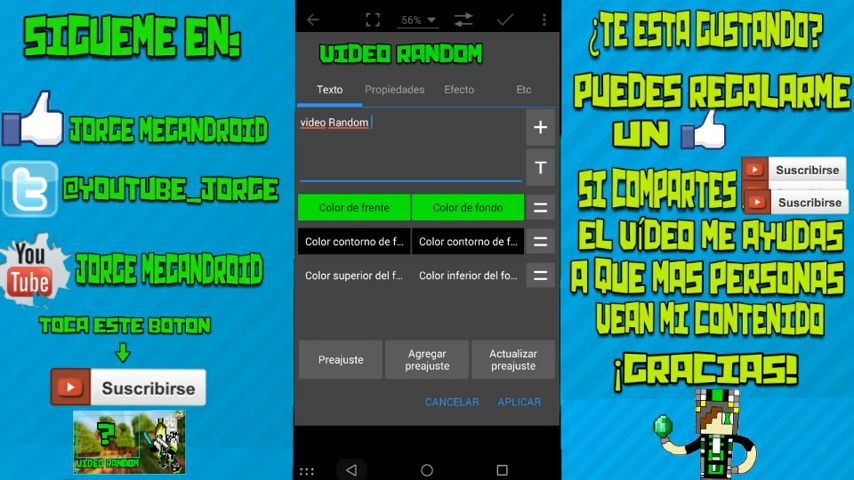 SIGUEME EN:
JORGE MEGANDROID
@YOUTUBE_JORGE
You
Tube
JORGE MEGANDROID
TOCA ESTE BOTON
Suscribirse
?
VIDEO RANDOM
56%
VIDEO RANDOM
Texto
Propiedades
Efecto
Etc
video Random
+
T
Color de frente
Color de fondo
=
Color contorno de f...
Color contorno de f...
=
Color superior del f...
Color inferior del fo...
=
Preajuste
Agregar
preajuste
Actualizar
preajuste
CANCELAR
APLICAR
¿TE ESTA GUSTANDO?
PUEDES REGALARME
UN
SI COMPARTES
Suscribirse
Suscribirse
EL VÍDEO ME AYUDAS
A QUE MAS PERSONAS
VEAN MI CONTENIDO
¡GRACIAS!